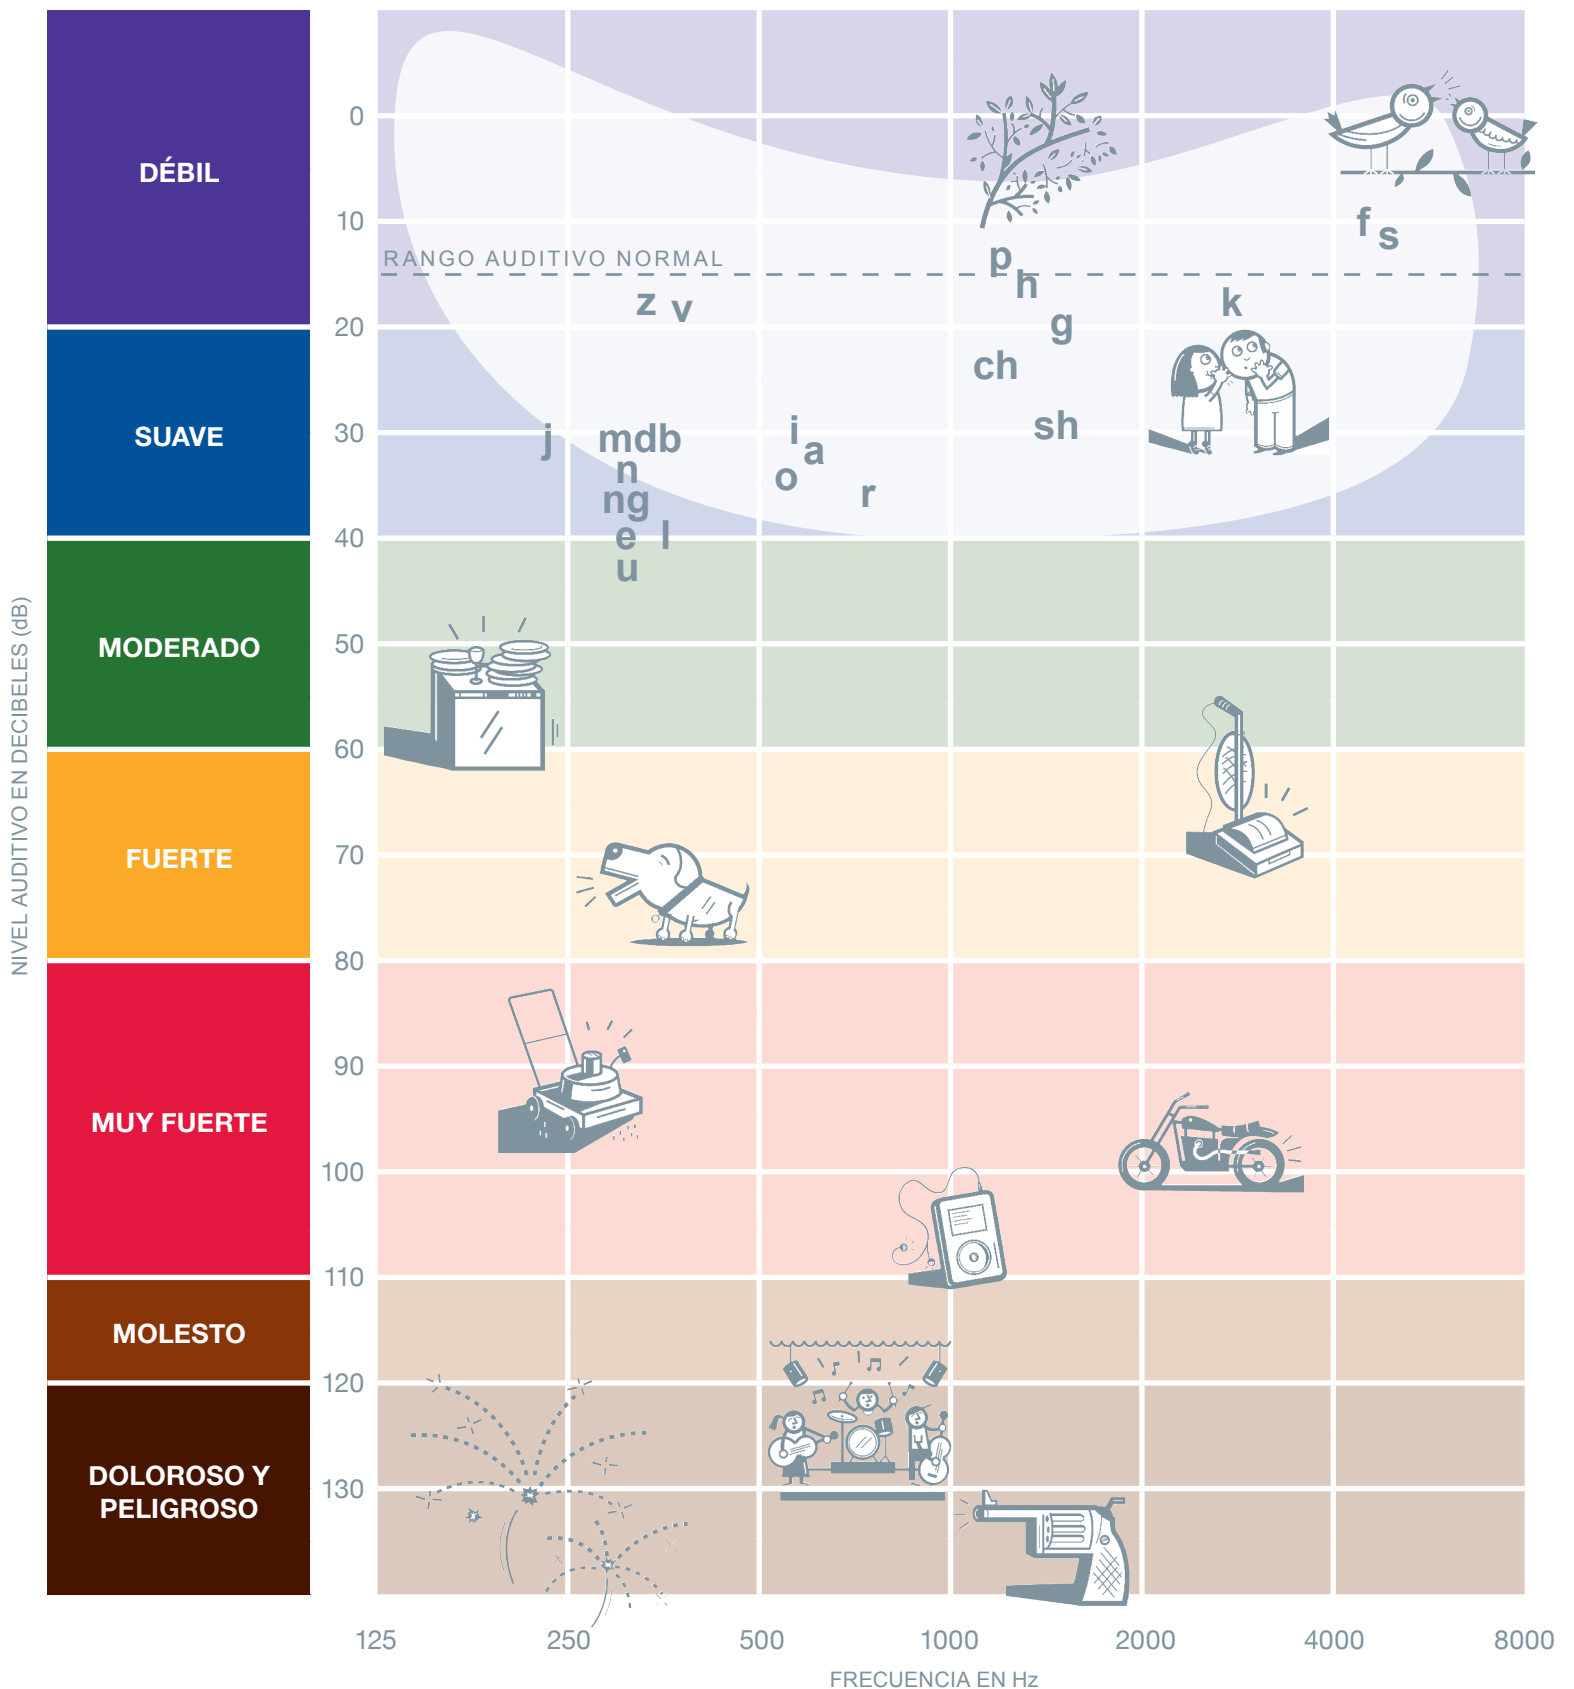 DÉBIL
SUAVE
MODERADO
FUERTE
MUY FUERTE
MOLESTO
DOLOROSO Y
PELIGROSO
NIVEL AUDITIVO EN DECIBELES (dB)
0
10
20
30
40
50
60
70
80
90
100
110
120
130
RANGO AUDITIVO NORMAL
f s
p
h
z v
k
g
ch
sh
j
mdb
n
ng
e l
u
i
a
o
r
125 250 500 1000 2000 4000 8000
FRECUENCIA EN Hz